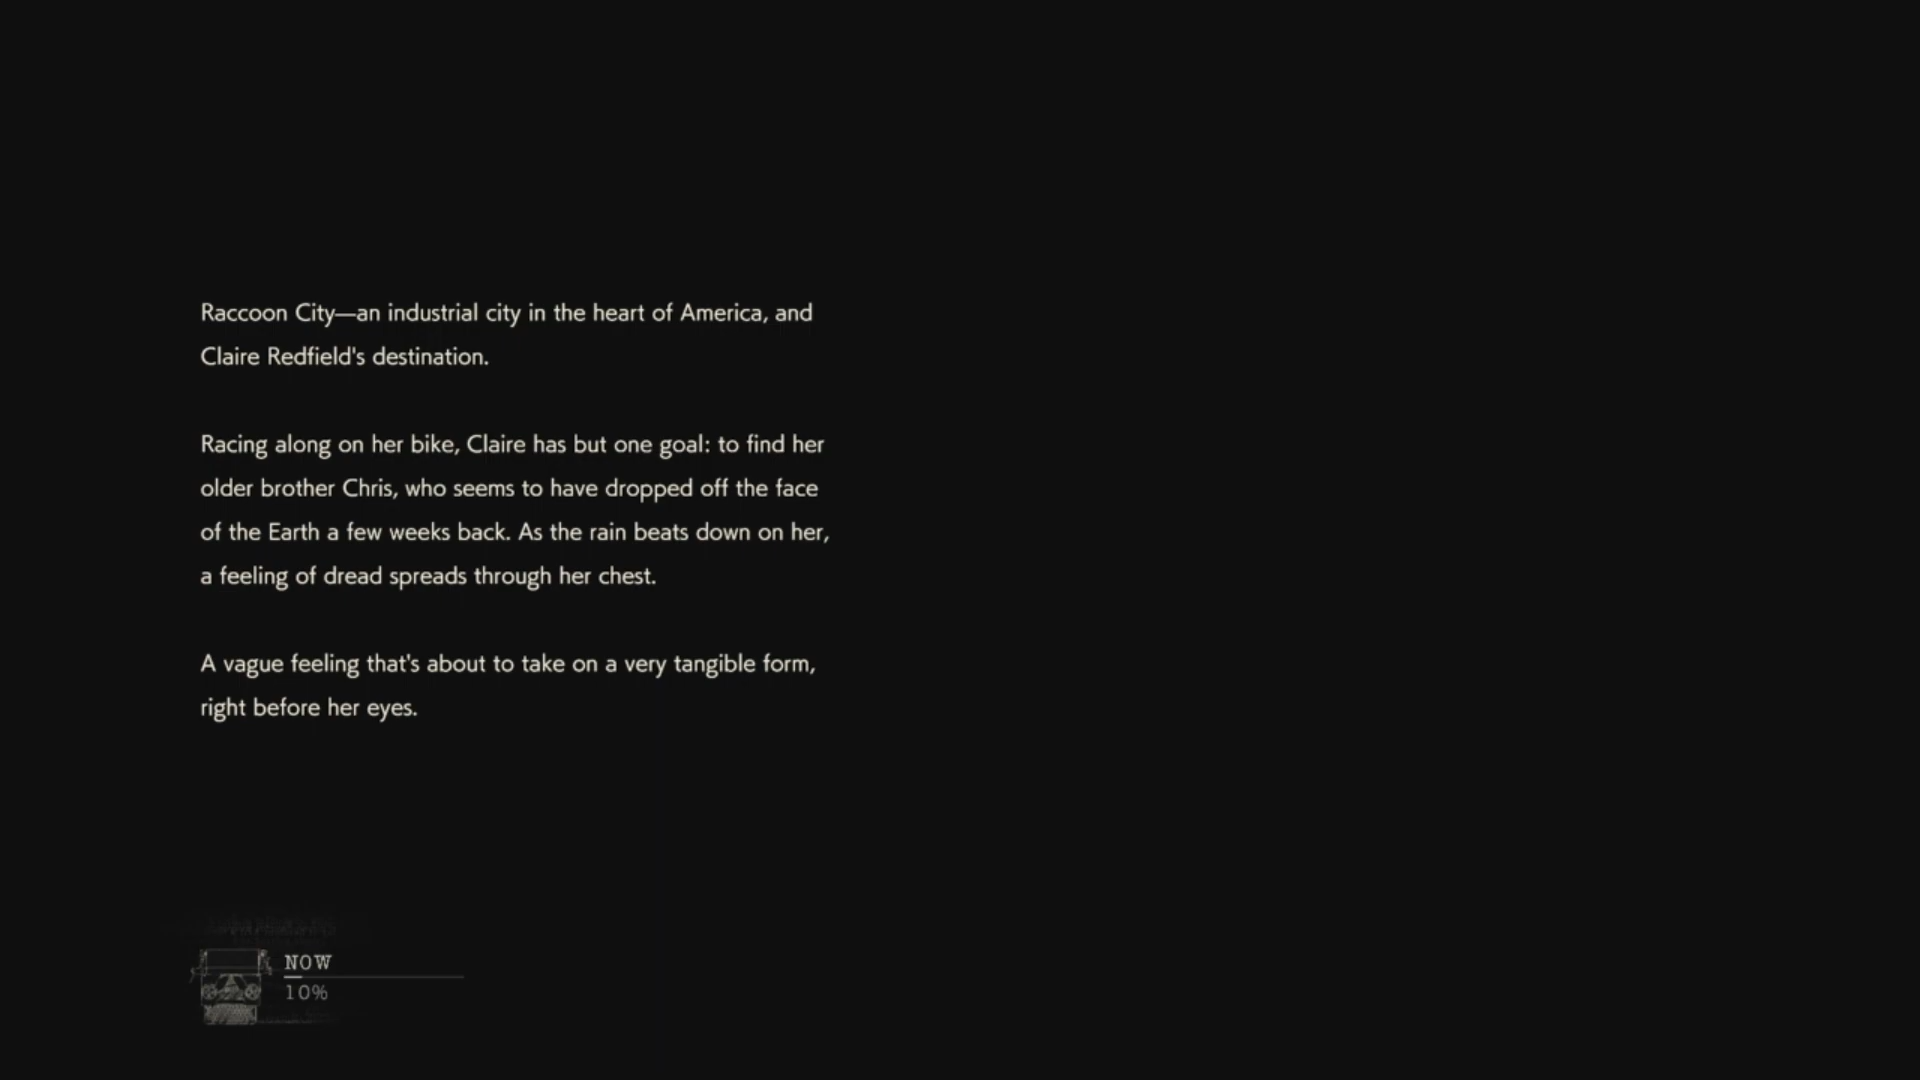 Raccoon City—an industrial city in the heart of America, and
Claire Redfield's destination.
Racing along on her bike, Claire has but one goal: to find her
older brother Chris, who seems to have dropped off the face
of the Earth a few weeks back. As the rain beats down on her,
a feeling of dread spreads through her chest.
A vague feeling that's about to take on a very tangible form,
right before her eyes.
NOW
10%